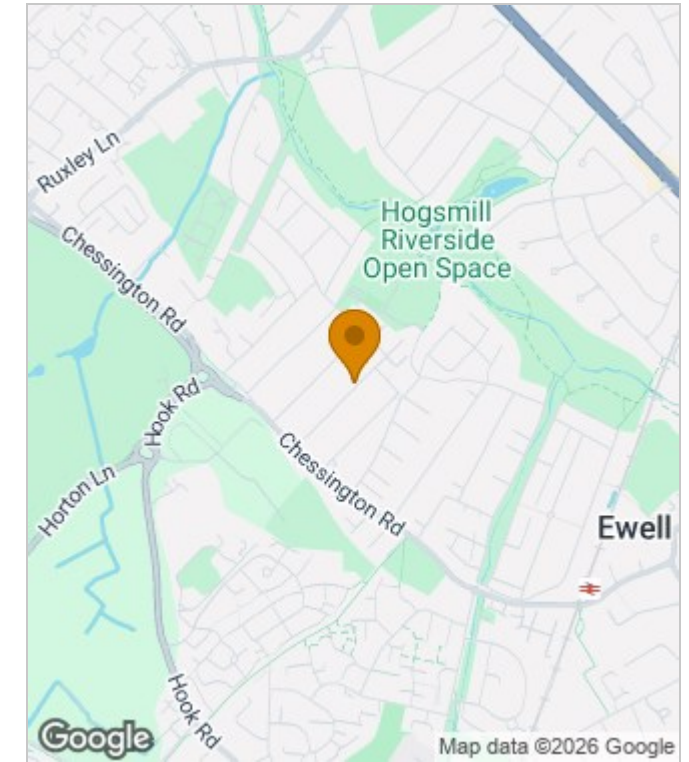 Ruxley Ln
Hogsmill
Riverside
Open Space
Chessington Rd
Hook Rd
Chessington Rd
Horton Ln
Ewell
Hook Rd
Google
Map data ©2026 Google